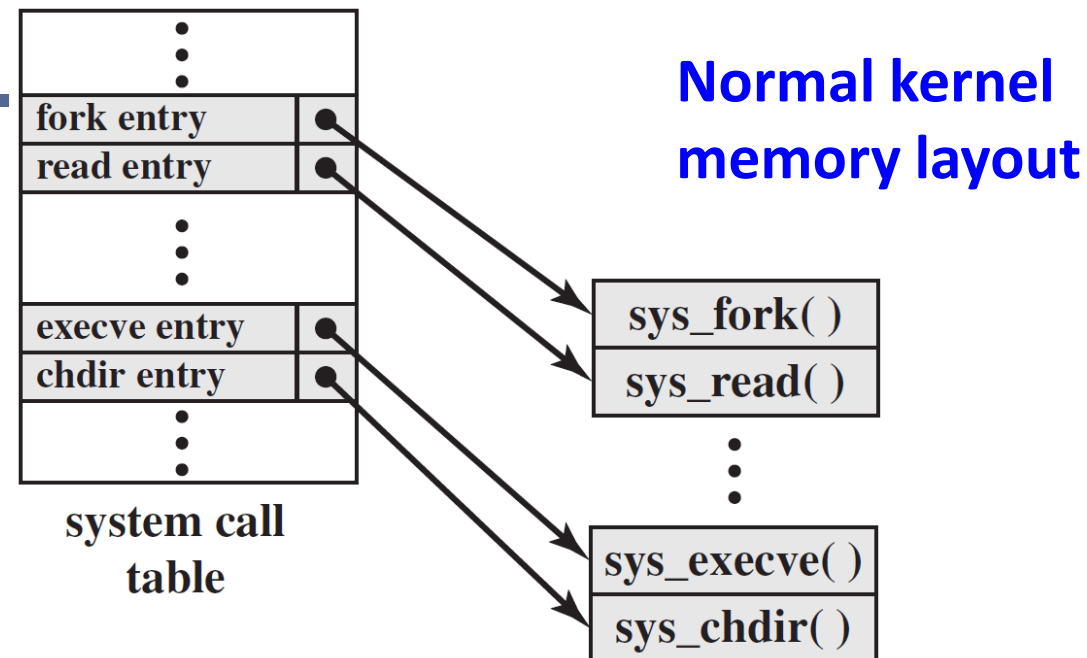 Normal kernel
memory layout
fork entry
read entry
execve entry
chdir entry
system call
table
sys_fork( )
sys_read( )
sys_execve( )
sys_chdir( )